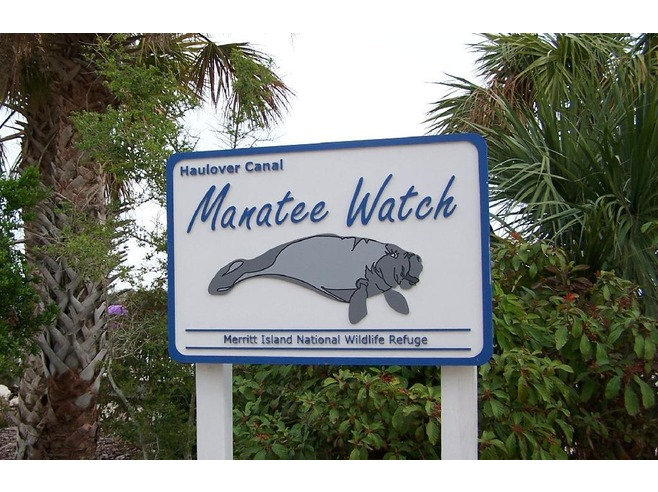 Haulover Canal
Manatee Watch
Merritt Island National Wildlife Refuge